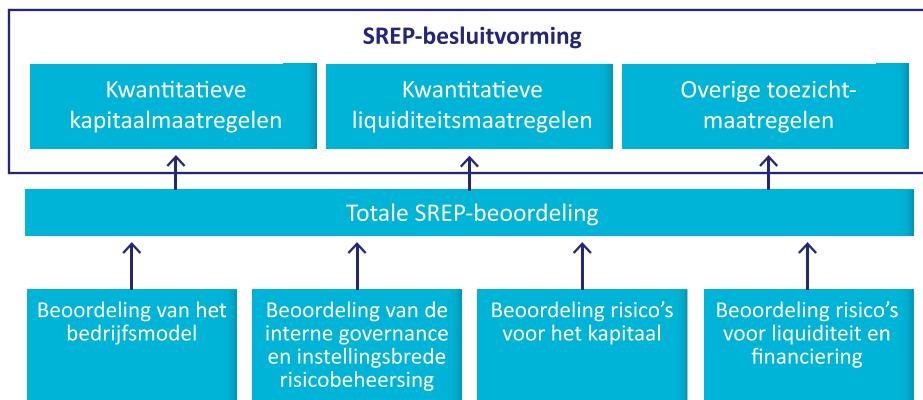 SREP-besluitvorming
Kwantitatieve
kapitaalmaatregelen
Kwantitatieve
liquiditeitsmaatregelen
Overige toezicht-
maatregelen
Totale SREP-beoordeling
Beoordeling van het
bedrijfsmodel
Beoordeling van de
interne governance
en instellingsbrede
risicobeheersing
Beoordeling risico’s
voor het kapitaal
Beoordeling risico’s
voor liquiditeit en
financiering